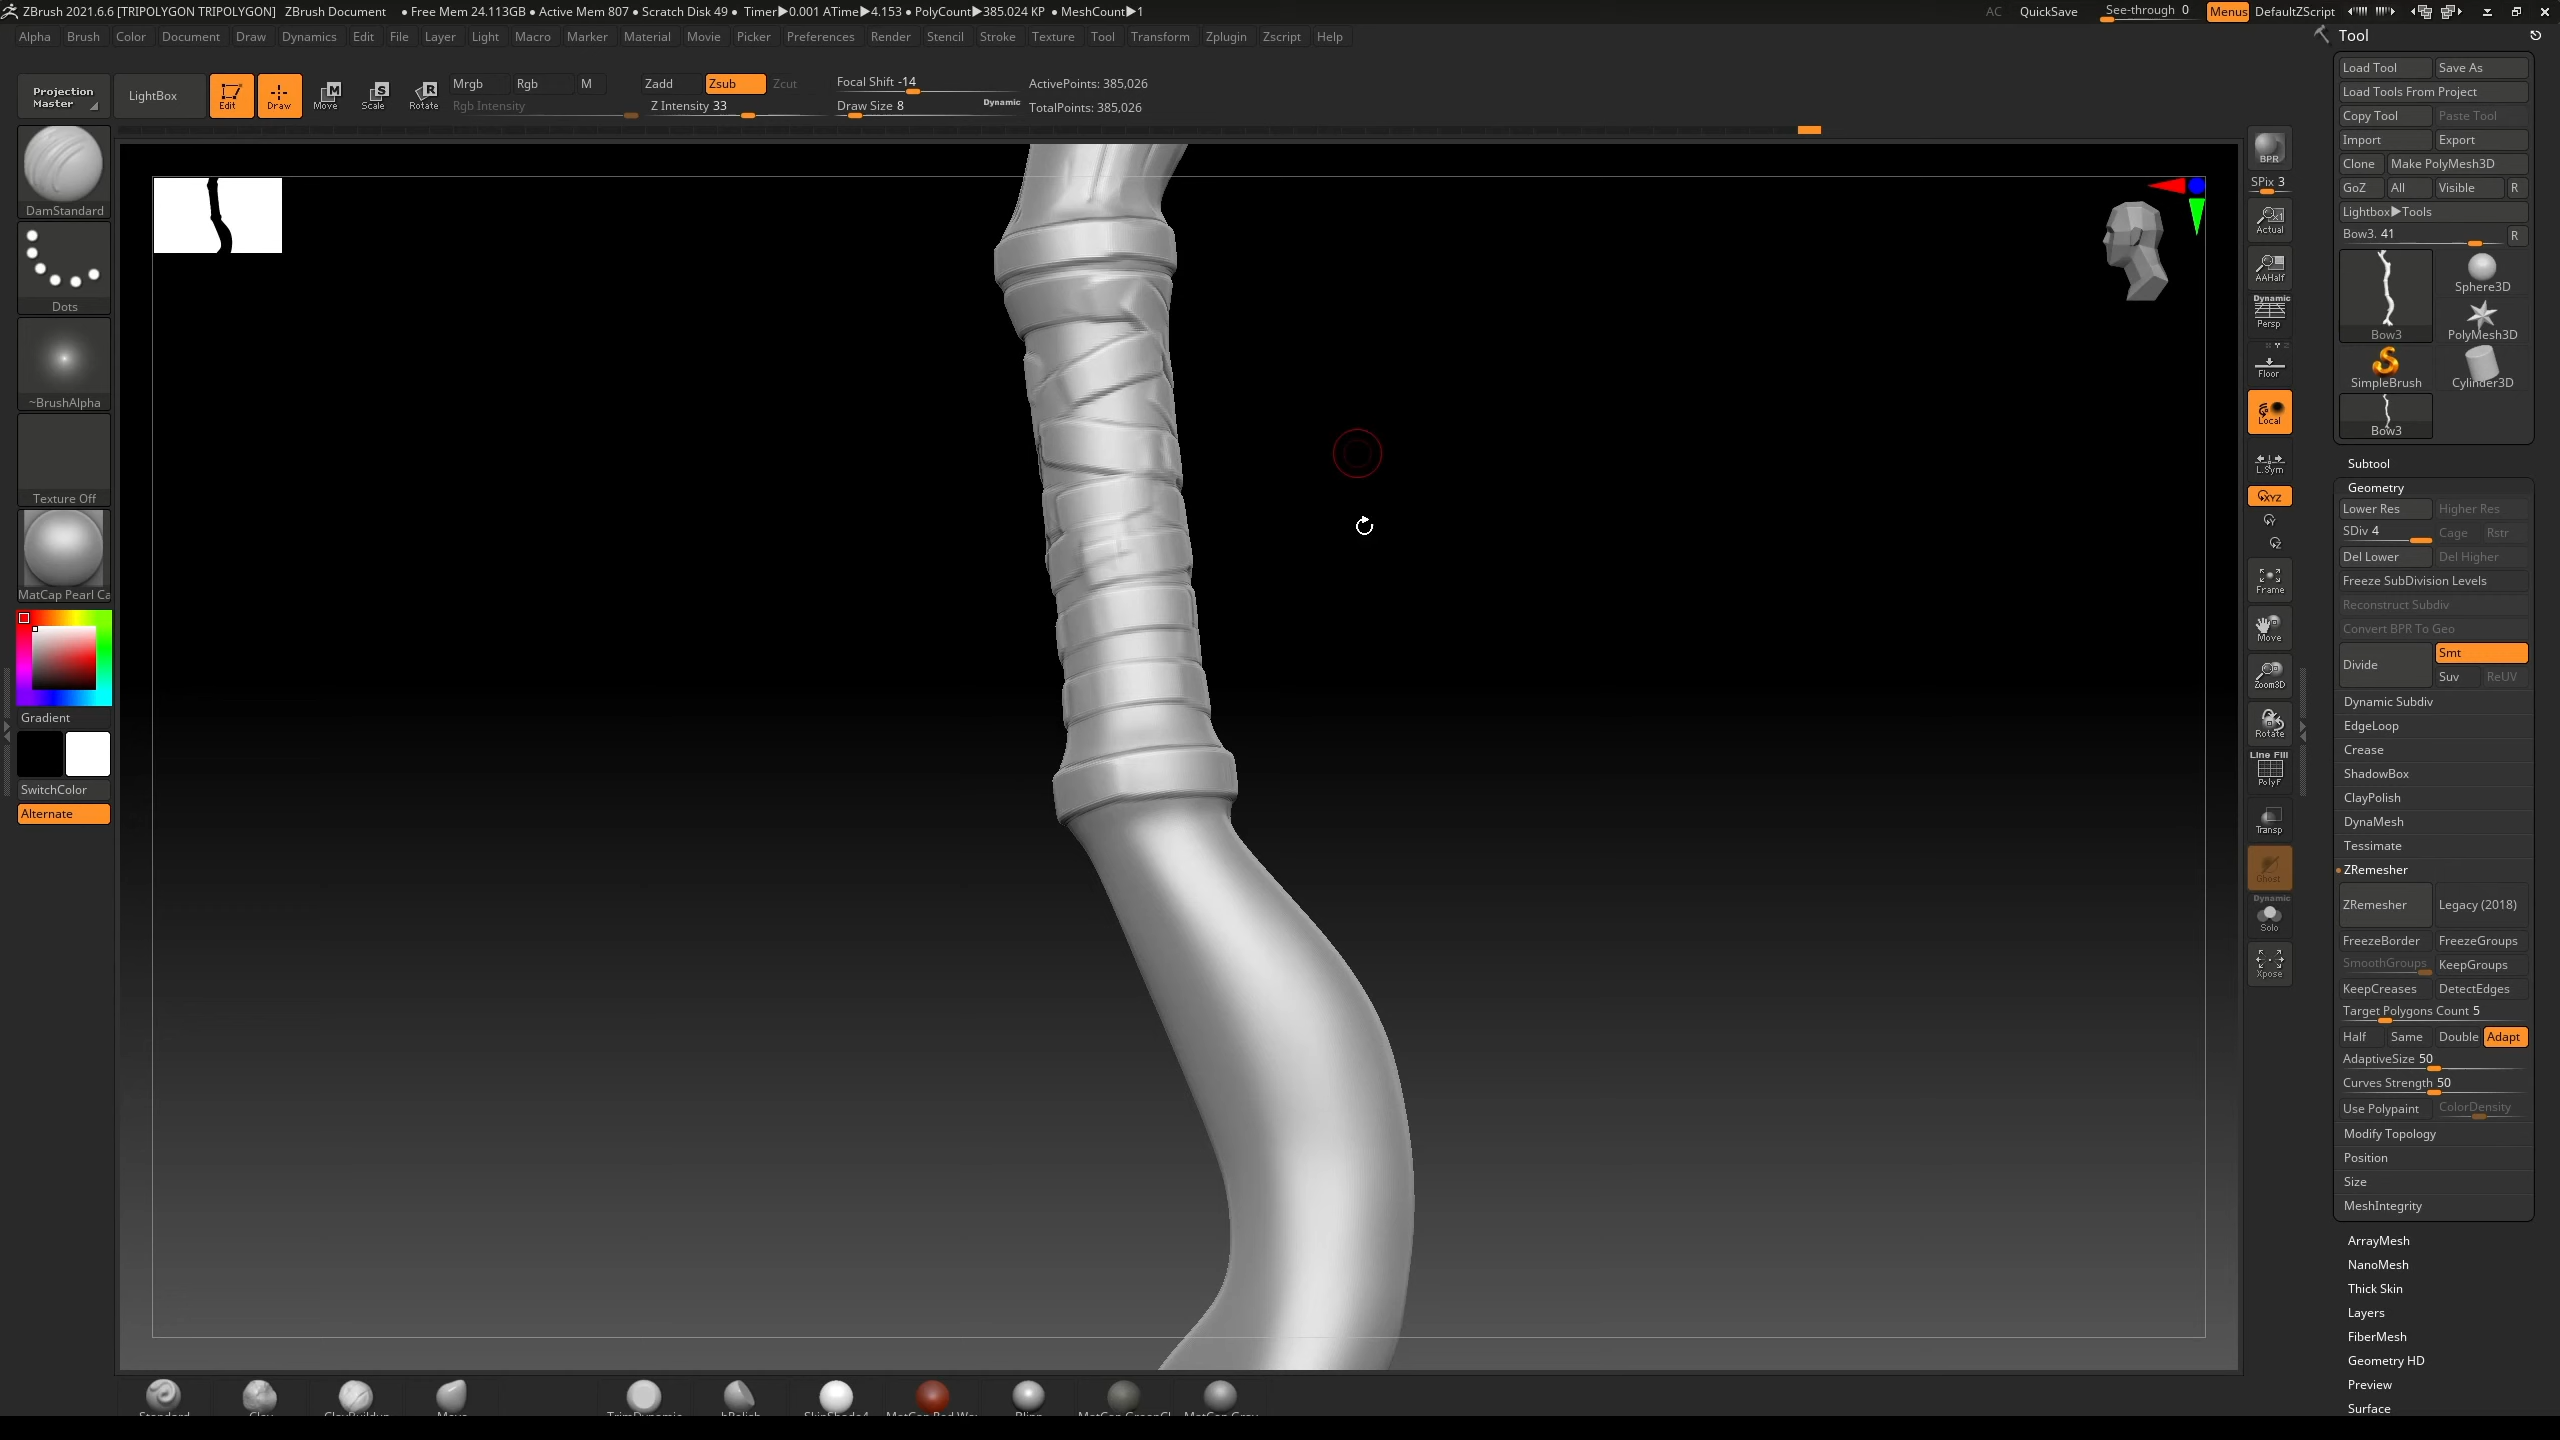 ZBrush 2021.6.6 [TRIPOLYGON TRIPOLYGON] ZBrush Document • Free Mem 24.113GB • Active Mem 807 • Scratch Disk 49 • Timer▶0.001 ATime▶4.153 • PolyCount▶385.024 KP • MeshCount▶1 AC QuickSave See-through 0 Menus DefaultZScript
Alpha Brush Color Document Draw Dynamics Edit File Layer Light Macro Marker Material Movie Picker Preferences Render Stencil Stroke Texture Tool Transform Zplugin Zscript Help
Projection Master
LightBox
Edit
Draw
Move
Scale
Rotate
Mrgb Rgb M
Rgb Intensity
Zadd Zsub Zcut
Z Intensity 33
Focal Shift -14
Draw Size 8
Dynamic
ActivePoints: 385,026
TotalPoints: 385,026
DamStandard
Dots
~BrushAlpha
Texture Off
MatCap Pearl Ca
Gradient
SwitchColor
Alternate
BPR
SPix 3
Actual
AAHalf
Dynamic
Persp
Floor
Local
L.Sym
XYZ
Frame
Move
Zoom3D
Rotate
Line Fill
PolyF
Transp
Ghost
Dynamic
Solo
Xpose
Tool
Load Tool Save As
Load Tools From Project
Copy Tool Paste Tool
Import Export
Clone Make PolyMesh3D
GoZ All Visible R
Lightbox▶Tools
Bow3. 41 R
Bow3
Sphere3D
PolyMesh3D
SimpleBrush
Cylinder3D
Bow3
Subtool
Geometry
Lower Res Higher Res
SDiv 4 Cage Rstr
Del Lower Del Higher
Freeze SubDivision Levels
Reconstruct Subdiv
Convert BPR To Geo
Divide
Smt
Suv ReUV
Dynamic Subdiv
EdgeLoop
Crease
ShadowBox
ClayPolish
DynaMesh
Tessimate
ZRemesher
ZRemesher Legacy (2018)
FreezeBorder FreezeGroups
SmoothGroups KeepGroups
KeepCreases DetectEdges
Target Polygons Count 5
Half Same Double Adapt
AdaptiveSize 50
Curves Strength 50
Use Polypaint ColorDensity
Modify Topology
Position
Size
MeshIntegrity
ArrayMesh
NanoMesh
Thick Skin
Layers
FiberMesh
Geometry HD
Preview
Surface